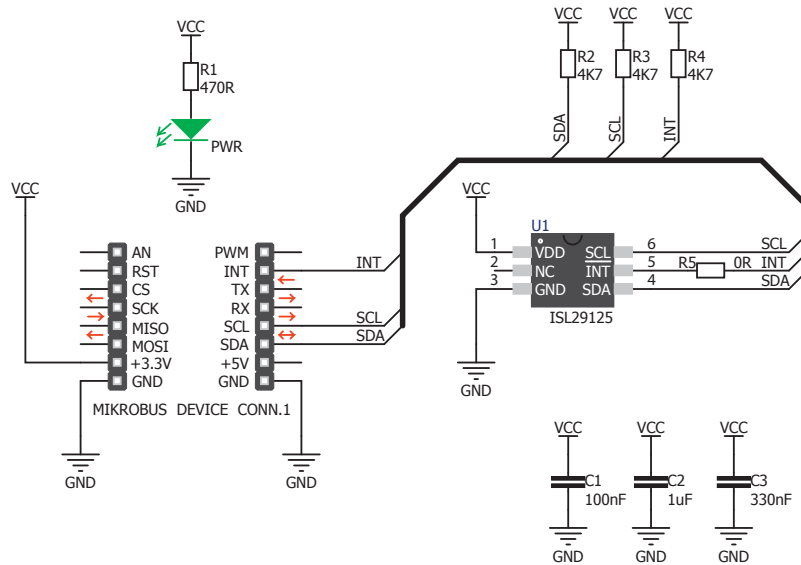 VCC
R1
470R
PWR
GND
VCC
R2
4K7
VCC
R3
4K7
VCC
R4
4K7
SDA
SCL
INT
VCC
AN
RST
CS
SCK
MISO
MOSI
+3.3V
GND
PWM
INT
TX
RX
SCL
SDA
+5V
GND
INT
SCL
SDA
MIKROBUS DEVICE CONN.1
GND
GND
VCC
U1
1
2
3
VDD
NC
GND
SCL
INT
SDA
6
5
4
R5
0R
SCL
INT
SDA
ISL29125
GND
VCC
C1
100nF
GND
VCC
C2
1uF
GND
VCC
C3
330nF
GND